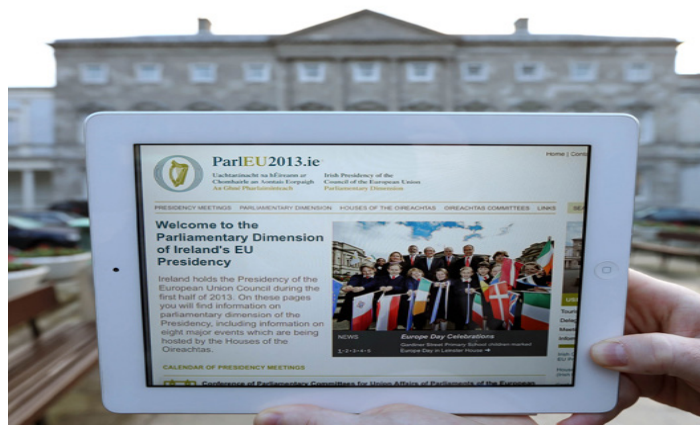 ParlEU2013.ie
Home |
Uachtaránacht na hÉireann ar
Chomhairle an Aontais Eorpaigh
An Ghné Pharlaiminteach
Irish Presidency of the
Council of the European Union
Parliamentary Dimension
PRESIDENCY MEETINGS PARLIAMENTARY DIMENSION HOUSES OF THE OIREACHTAS OIREACHTAS COMMITTEES LINKS
Welcome to the
Parliamentary Dimension
of Ireland's EU
Presidency
Ireland holds the Presidency of the
European Union Council during the
first half of 2013. On these pages
you will find information on
parliamentary dimension of the
Presidency, including information on
eight major events which are being
hosted by the Houses of the
Oireachtas.
NEWS
1-2-3-4-5
Europe Day Celebrations
Gardiner Street Primary School children marked
Europe Day in Leinster House
CALENDAR OF PRESIDENCY MEETINGS
Conference of Parliamentary Committees for Union Affairs of Parliaments of the European